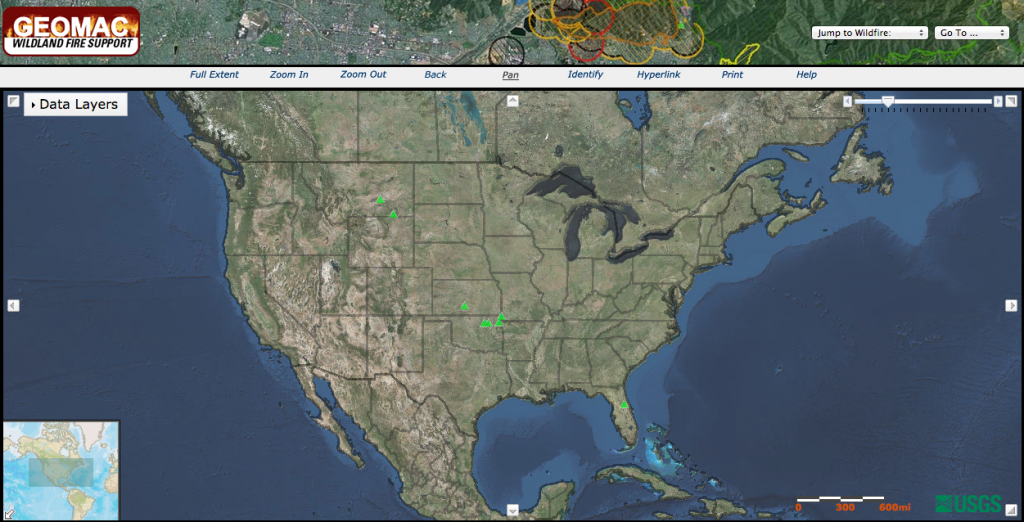 GEOMAC
WILDLAND FIRE SUPPORT
Jump to Wildfire:
Go To ...
Full Extent
Zoom In
Zoom Out
Back
Pan
Identify
Hyperlink
Print
Help
Data Layers
0 300 600mi
USGS